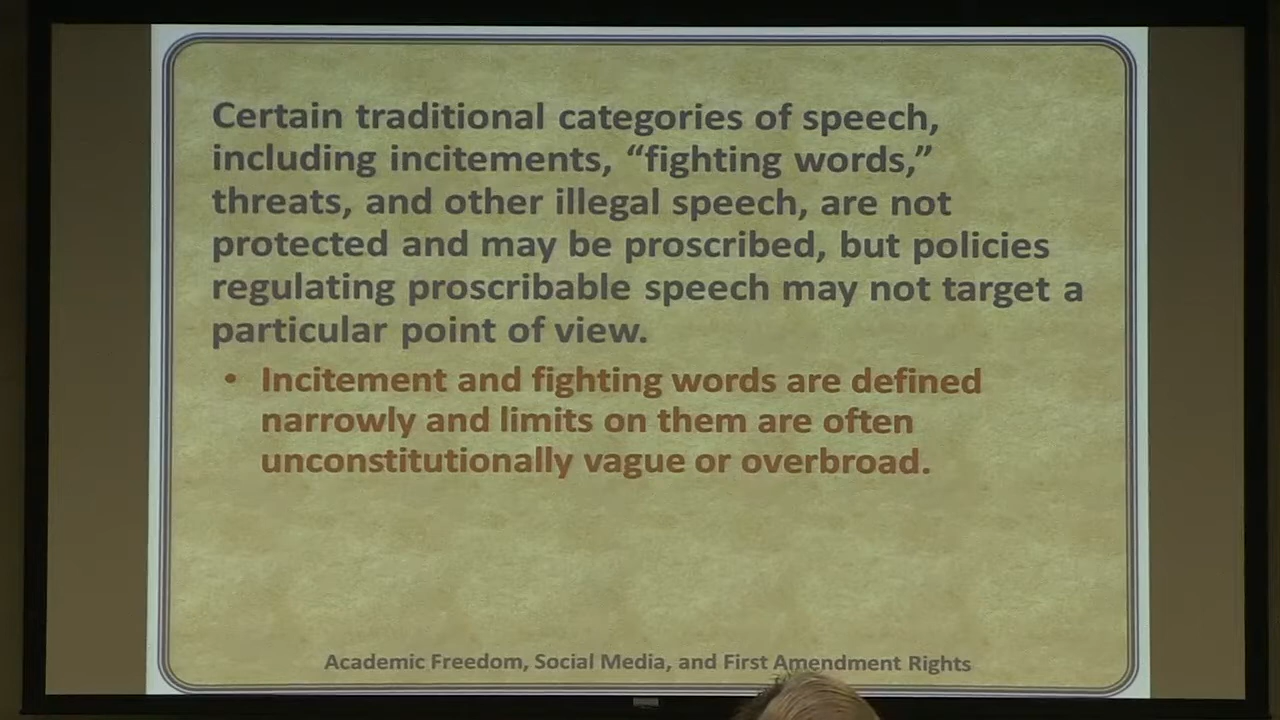 Certain traditional categories of speech,
including incitements, “fighting words,”
threats, and other illegal speech, are not
protected and may be proscribed, but policies
regulating proscribable speech may not target a
particular point of view.
• Incitement and fighting words are defined
narrowly and limits on them are often
unconstitutionally vague or overbroad.
Academic Freedom, Social Media, and First Amendment Rights